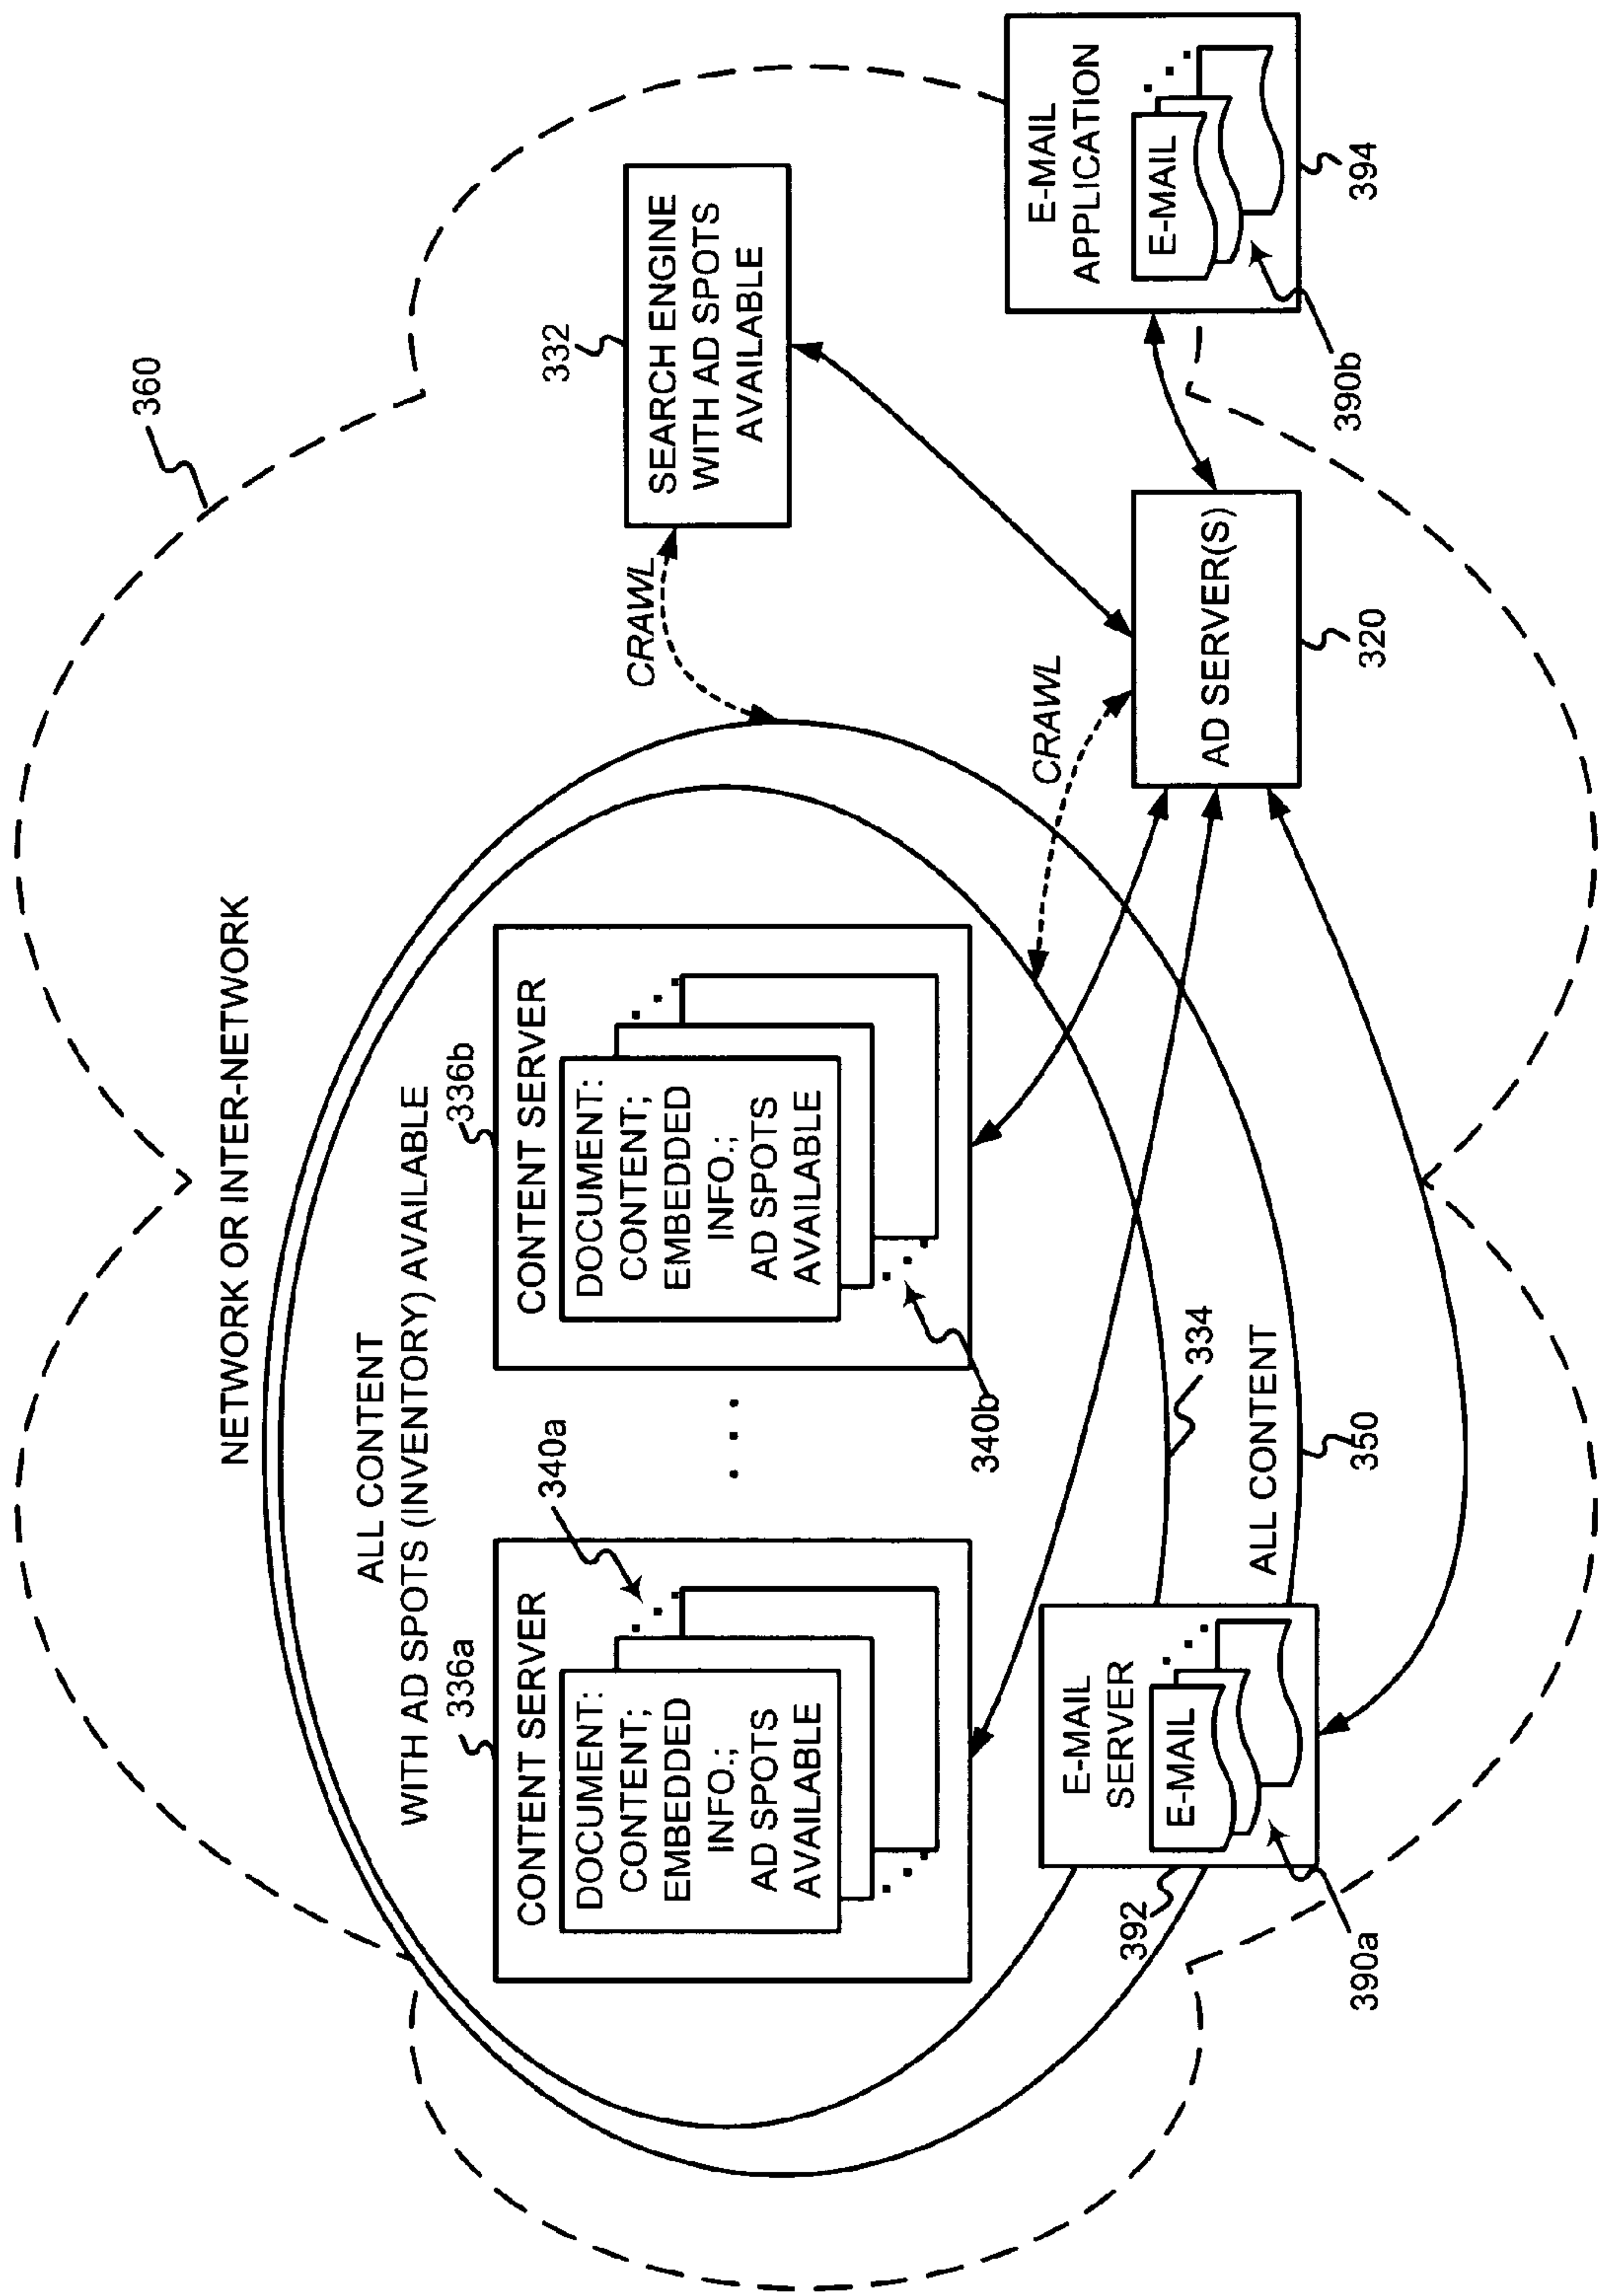 360
NETWORK OR INTER-NETWORK
ALL CONTENT
WITH AD SPOTS (INVENTORY) AVAILABLE
336a
CONTENT SERVER
DOCUMENT:
CONTENT;
EMBEDDED
INFO.;
AD SPOTS
AVAILABLE
340a
. . .
336b
CONTENT SERVER
DOCUMENT:
CONTENT;
EMBEDDED
INFO.;
AD SPOTS
AVAILABLE
340b
332
SEARCH ENGINE
WITH AD SPOTS
AVAILABLE
CRAWL
CRAWL
E-MAIL
SERVER
E-MAIL
392
390a
334
ALL CONTENT
350
AD SERVER(S)
320
E-MAIL
APPLICATION
E-MAIL
390b
394